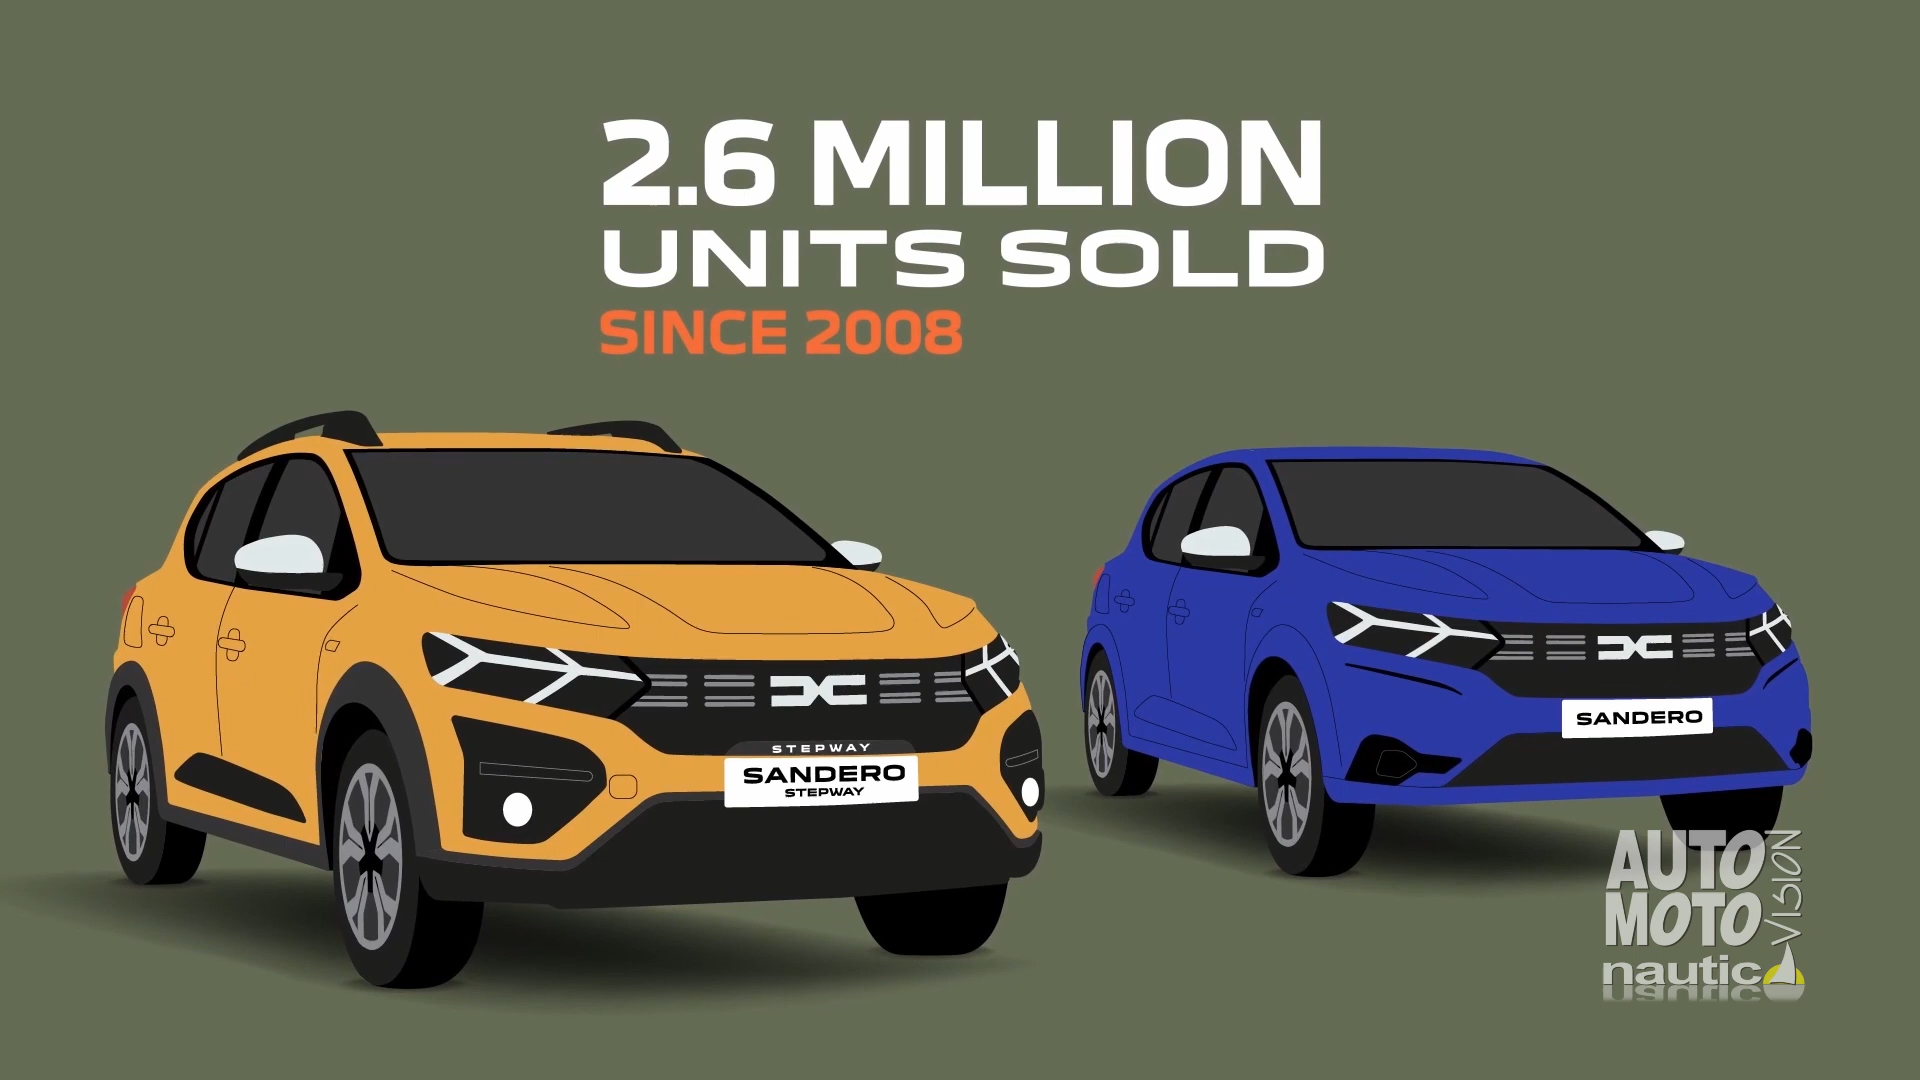 2.6 MILLION
UNITS SOLD
SINCE 2008
STEPWAY
SANDERO
STEPWAY
SANDERO
AUTO
MOTO
VISION
nautic